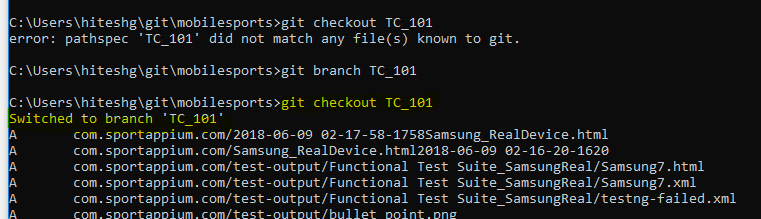 C:\Users\hiteshg\git\mobilesports>git checkout TC_101
error: pathspec 'TC_101' did not match any file(s) known to git.
C:\Users\hiteshg\git\mobilesports>git branch TC_101
C:\Users\hiteshg\git\mobilesports>git checkout TC_101
Switched to branch 'TC_101'
A       com.sportappium.com/2018-06-09 02-17-58-1758Samsung_RealDevice.html
A       com.sportappium.com/Samsung_RealDevice.html2018-06-09 02-16-20-1620
A       com.sportappium.com/test-output/Functional Test Suite_SamsungReal/Samsung7.html
A       com.sportappium.com/test-output/Functional Test Suite_SamsungReal/Samsung7.xml
A       com.sportappium.com/test-output/Functional Test Suite_SamsungReal/testng-failed.xml
A       com.sportappium.com/test-output/bullet_point.png